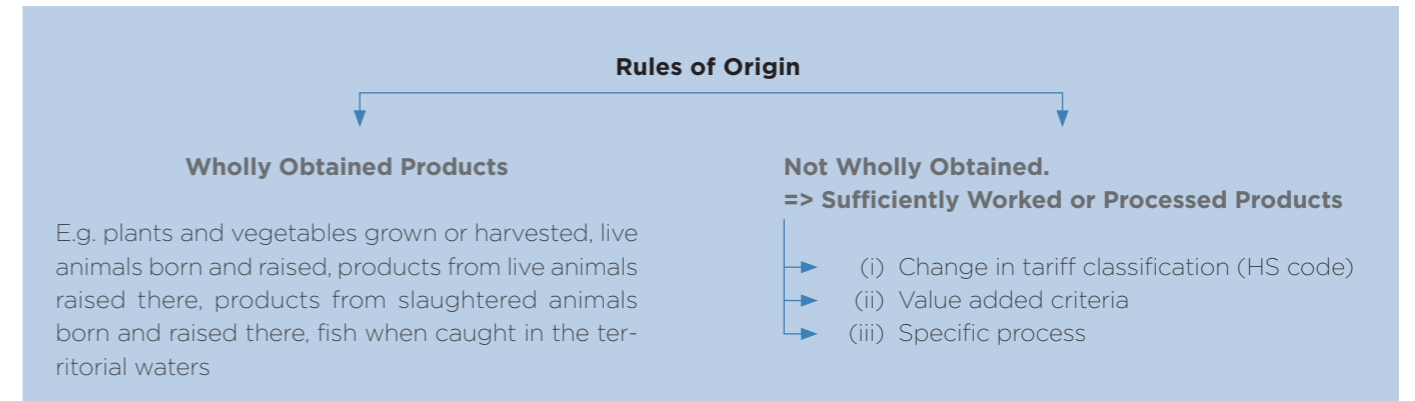 Rules of Origin
Wholly Obtained Products
E.g. plants and vegetables grown or harvested, live
animals born and raised, products from live animals
raised there, products from slaughtered animals
born and raised there, fish when caught in the ter-
ritorial waters
Not Wholly Obtained.
=> Sufficiently Worked or Processed Products
(i) Change in tariff classification (HS code)
(ii) Value added criteria
(iii) Specific process